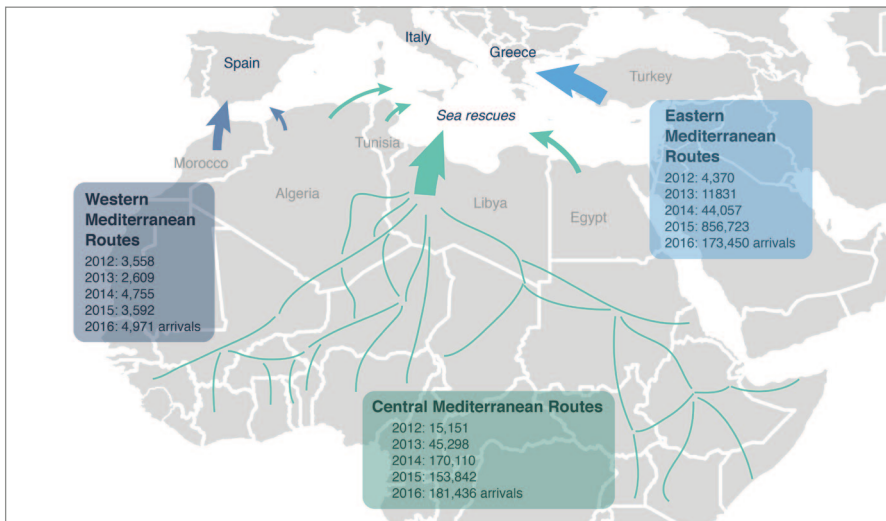 Italy
Greece
Spain
Turkey
Sea rescues
Tunisia
Morocco
Algeria
Libya
Egypt
Eastern
Mediterranean
Routes
2012: 4,370
2013: 11831
2014: 44,057
2015: 856,723
2016: 173,450 arrivals
Western
Mediterranean
Routes
2012: 3,558
2013: 2,609
2014: 4,755
2015: 3,592
2016: 4,971 arrivals
Central Mediterranean Routes
2012: 15,151
2013: 45,298
2014: 170,110
2015: 153,842
2016: 181,436 arrivals